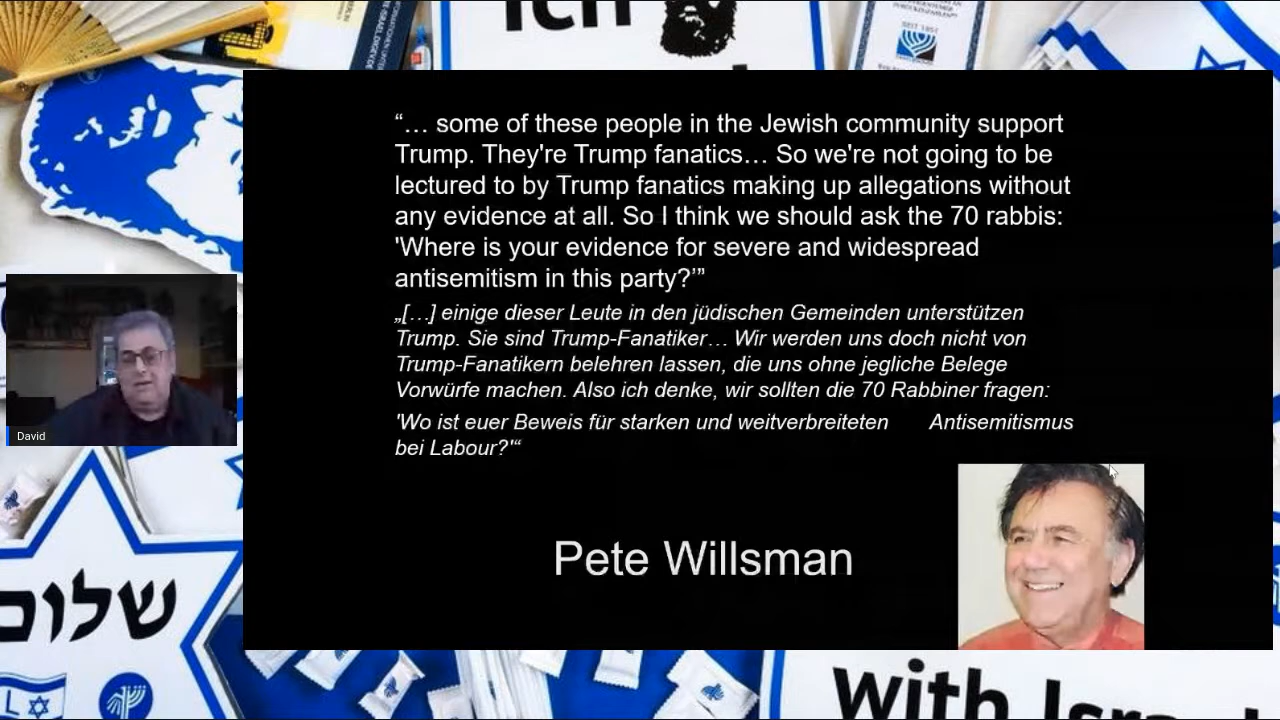 ich
SEIT 1951
“… some of these people in the Jewish community support
Trump. They're Trump fanatics… So we're not going to be
lectured to by Trump fanatics making up allegations without
any evidence at all. So I think we should ask the 70 rabbis:
'Where is your evidence for severe and widespread
antisemitism in this party?’”
„[…] einige dieser Leute in den jüdischen Gemeinden unterstützen
Trump. Sie sind Trump-Fanatiker… Wir werden uns doch nicht von
Trump-Fanatikern belehren lassen, die uns ohne jegliche Belege
Vorwürfe machen. Also ich denke, wir sollten die 70 Rabbiner fragen:
'Wo ist euer Beweis für starken und weitverbreiteten Antisemitismus
bei Labour?'“
David
Pete Willsman
שלום
with Israel